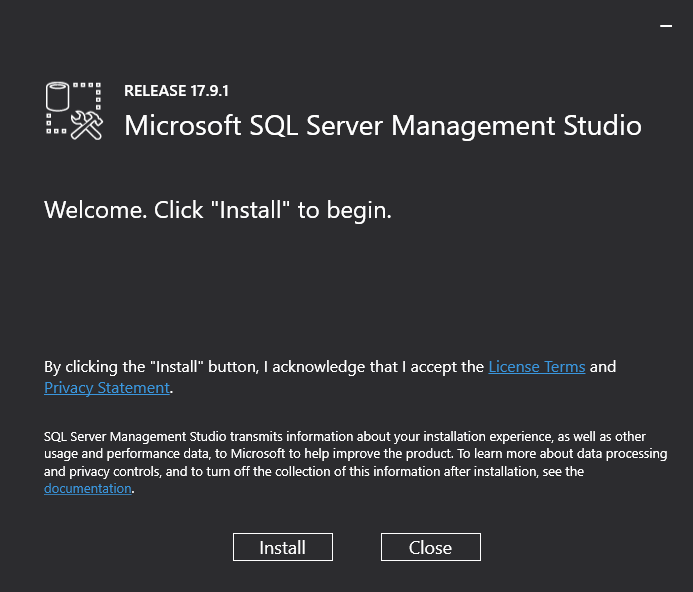 RELEASE 17.9.1
Microsoft SQL Server Management Studio
Welcome. Click "Install" to begin.
By clicking the "Install" button, I acknowledge that I accept the License Terms and
Privacy Statement.
SQL Server Management Studio transmits information about your installation experience, as well as other
usage and performance data, to Microsoft to help improve the product. To learn more about data processing
and privacy controls, and to turn off the collection of this information after installation, see the
documentation.
Install
Close